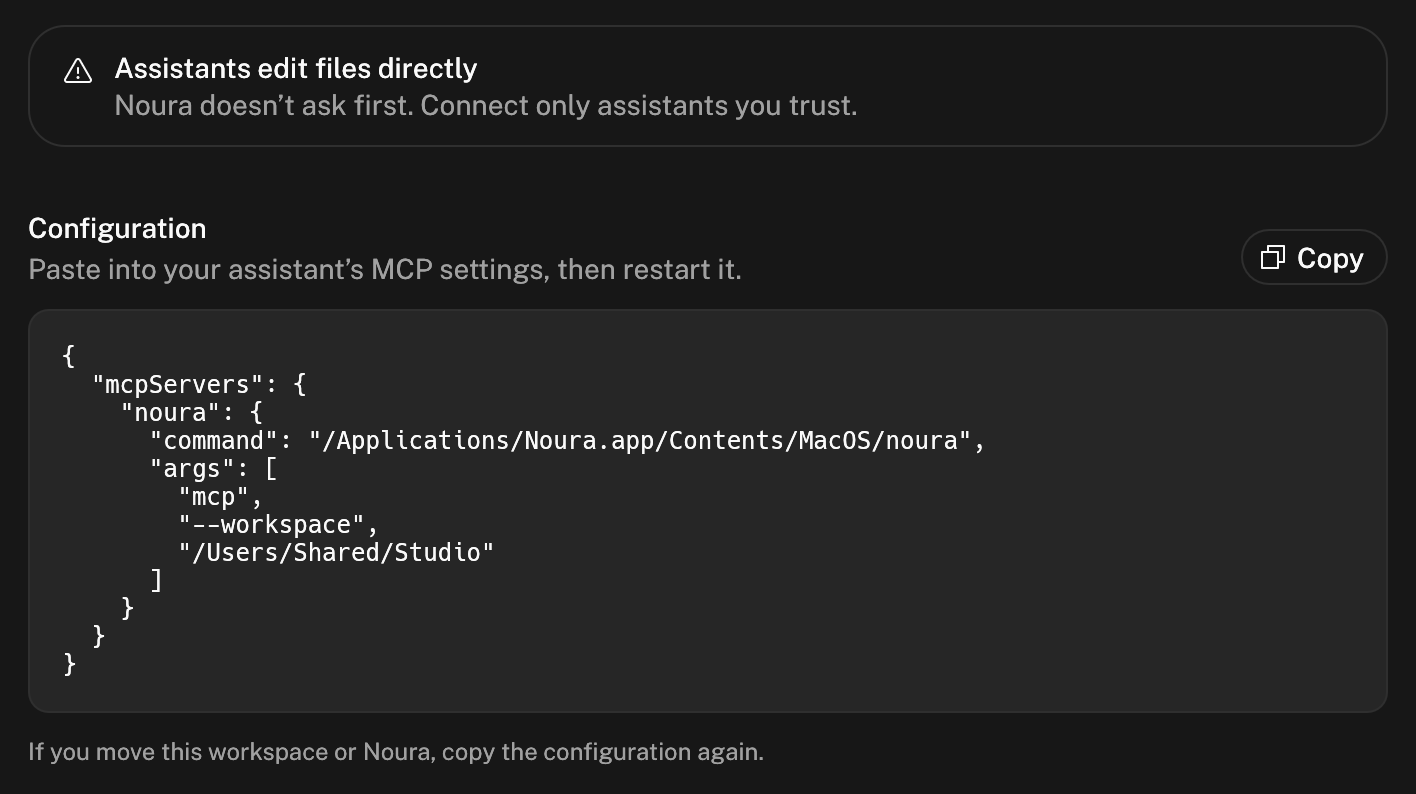 Assistants edit files directly
Noura doesn’t ask first. Connect only assistants you trust.
Configuration
Paste into your assistant’s MCP settings, then restart it.
Copy
{
  "mcpServers": {
    "noura": {
      "command": "/Applications/Noura.app/Contents/MacOS/noura",
      "args": [
        "mcp",
        "--workspace",
        "/Users/Shared/Studio"
      ]
    }
  }
}
If you move this workspace or Noura, copy the configuration again.